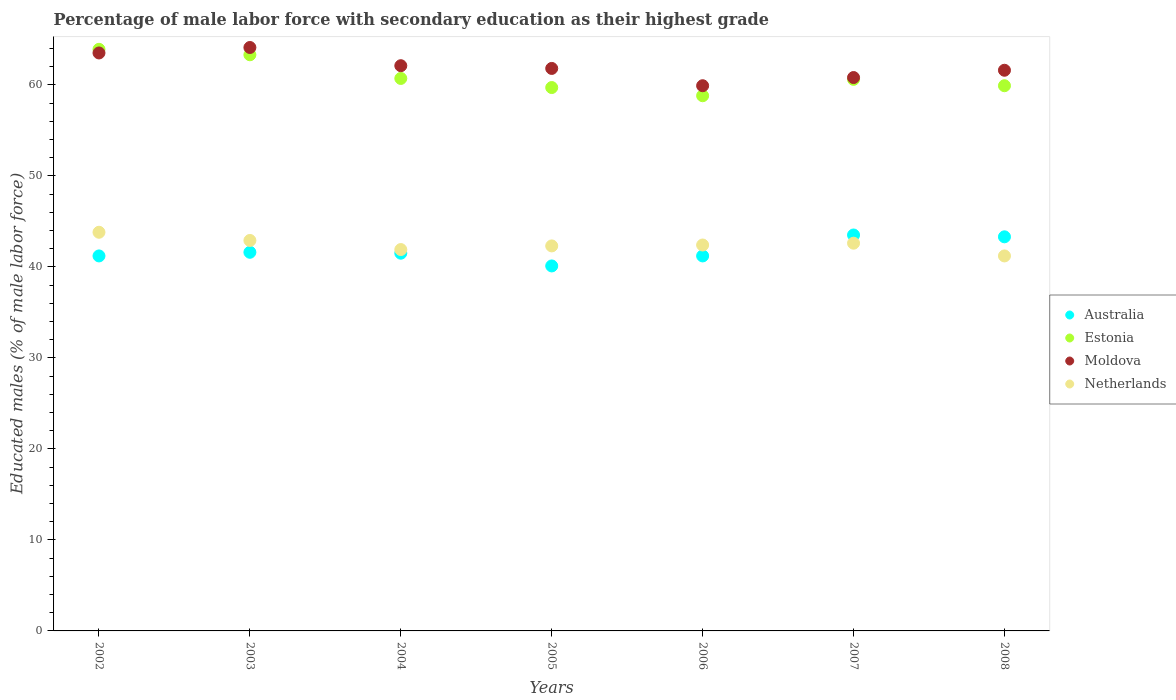 Percentage of male labor force with secondary education as their highest grade
Educated males (% of male labor force)
60
50
40
30
20
10
0
2002
2003
2004
2005
2006
2007
2008
Years
Australia
Estonia
Moldova
Netherlands